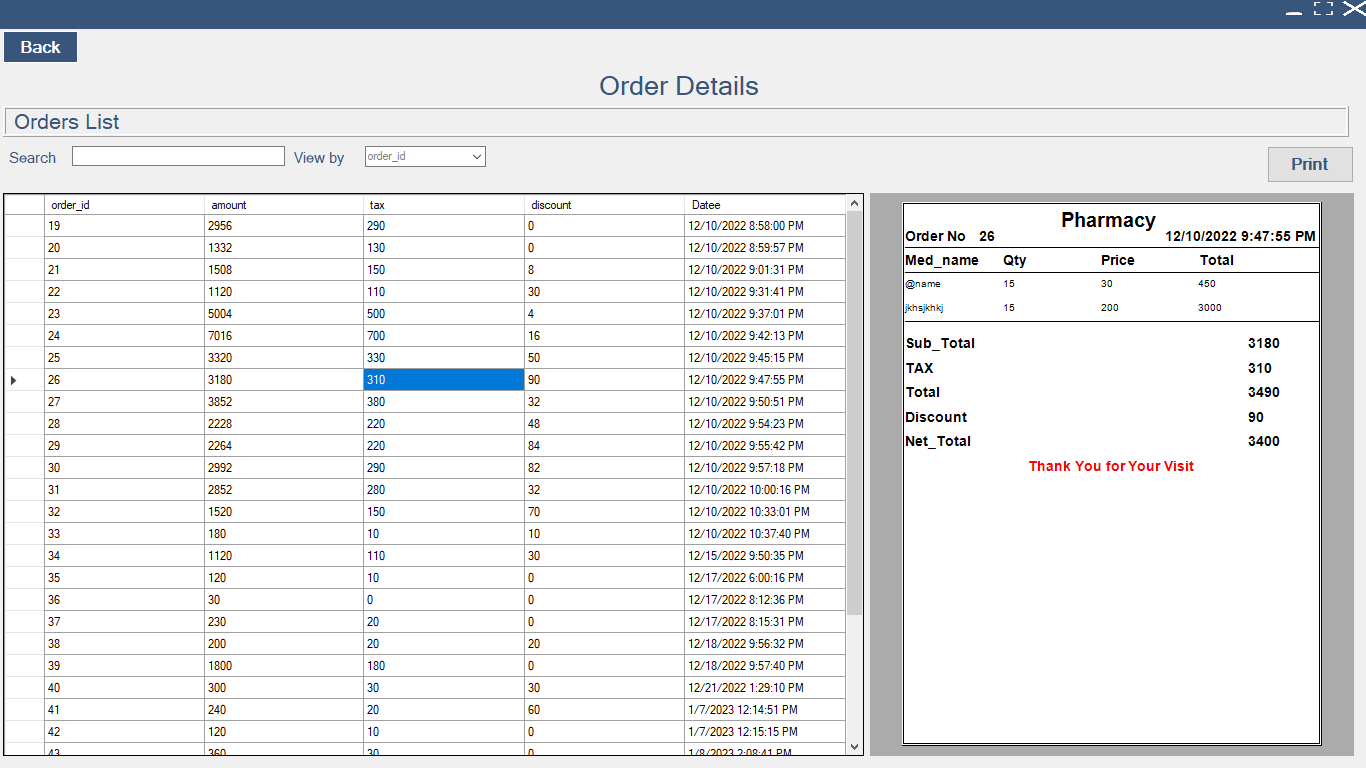 Back
Order Details
Orders List
Search View by order_id
Print
order_id amount tax discount Datee
19 2956 290 0 12/10/2022 8:58:00 PM
20 1332 130 0 12/10/2022 8:59:57 PM
21 1508 150 8 12/10/2022 9:01:31 PM
22 1120 110 30 12/10/2022 9:31:41 PM
23 5004 500 4 12/10/2022 9:37:01 PM
24 7016 700 16 12/10/2022 9:42:13 PM
25 3320 330 50 12/10/2022 9:45:15 PM
26 3180 310 90 12/10/2022 9:47:55 PM
27 3852 380 32 12/10/2022 9:50:51 PM
28 2228 220 48 12/10/2022 9:54:23 PM
29 2264 220 84 12/10/2022 9:55:42 PM
30 2992 290 82 12/10/2022 9:57:18 PM
31 2852 280 32 12/10/2022 10:00:16 PM
32 1520 150 70 12/10/2022 10:33:01 PM
33 180 10 10 12/10/2022 10:37:40 PM
34 1120 110 30 12/15/2022 9:50:35 PM
35 120 10 0 12/17/2022 6:00:16 PM
36 30 0 0 12/17/2022 8:12:36 PM
37 230 20 0 12/17/2022 8:15:31 PM
38 200 20 20 12/18/2022 9:56:32 PM
39 1800 180 0 12/18/2022 9:57:40 PM
40 300 30 30 12/21/2022 1:29:10 PM
41 240 20 60 1/7/2023 12:14:51 PM
42 120 10 0 1/7/2023 12:15:15 PM
43 360 30 0 1/8/2023 2:08:41 PM
Pharmacy
Order No 26 12/10/2022 9:47:55 PM
Med_name Qty Price Total
@name 15 30 450
jkhsjkhkj 15 200 3000
Sub_Total 3180
TAX 310
Total 3490
Discount 90
Net_Total 3400
Thank You for Your Visit